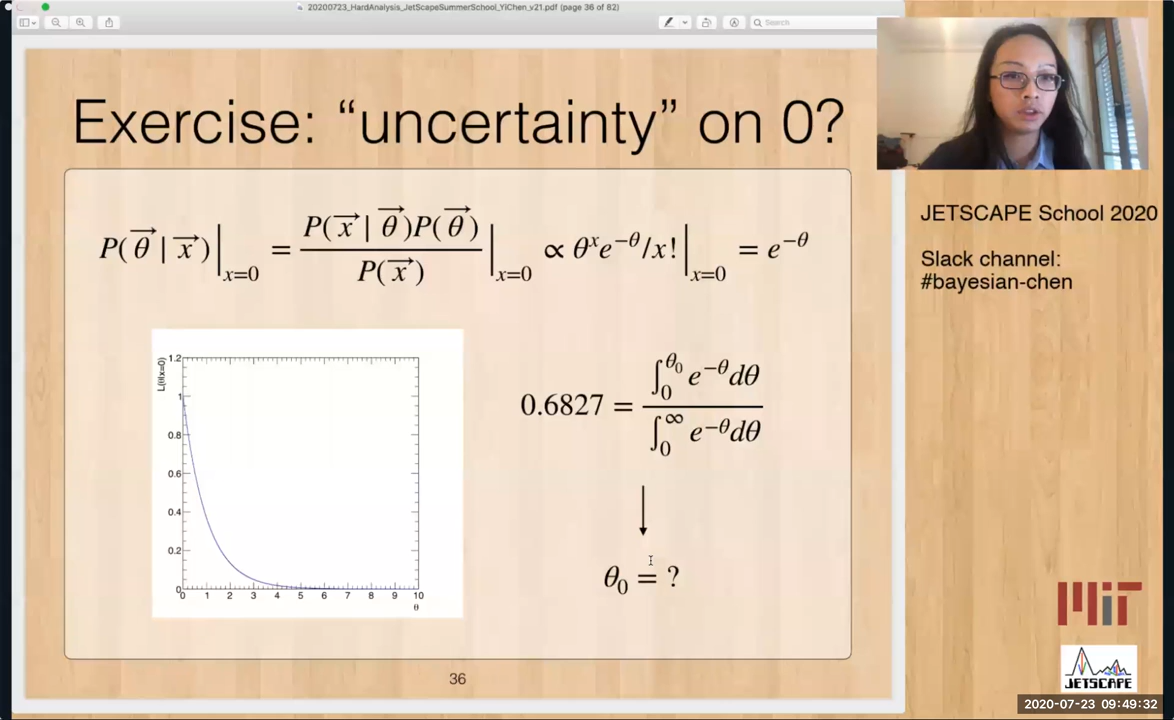 20200723_HardAnalysis_JetScapeSummerSchool_YiChen_v21.pdf (page 36 of 82)
Search
Exercise: “uncertainty” on 0?
P(θ⃗ | x⃗)|ₓ₌₀ = P(x⃗ | θ⃗)P(θ⃗) / P(x⃗) |ₓ₌₀ ∝ θˣe^−θ/x! |ₓ₌₀ = e^−θ
L(θ|x=0)
1.2
1
0.8
0.6
0.4
0.2
0
0 1 2 3 4 5 6 7 8 9 10
θ
0.6827 = ∫₀^θ₀ e^−θ dθ / ∫₀^∞ e^−θ dθ
θ₀ = ?
36
JETSCAPE School 2020
Slack channel:
#bayesian-chen
MIT
JETSCAPE
2020-07-23 09:49:32